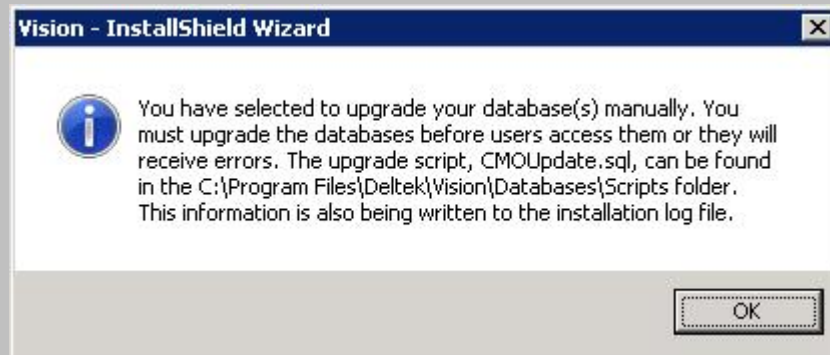 Vision - InstallShield Wizard
You have selected to upgrade your database(s) manually. You
must upgrade the databases before users access them or they will
receive errors. The upgrade script, CMOUpdate.sql, can be found
in the C:\Program Files\Deltek\Vision\Databases\Scripts folder.
This information is also being written to the installation log file.
OK